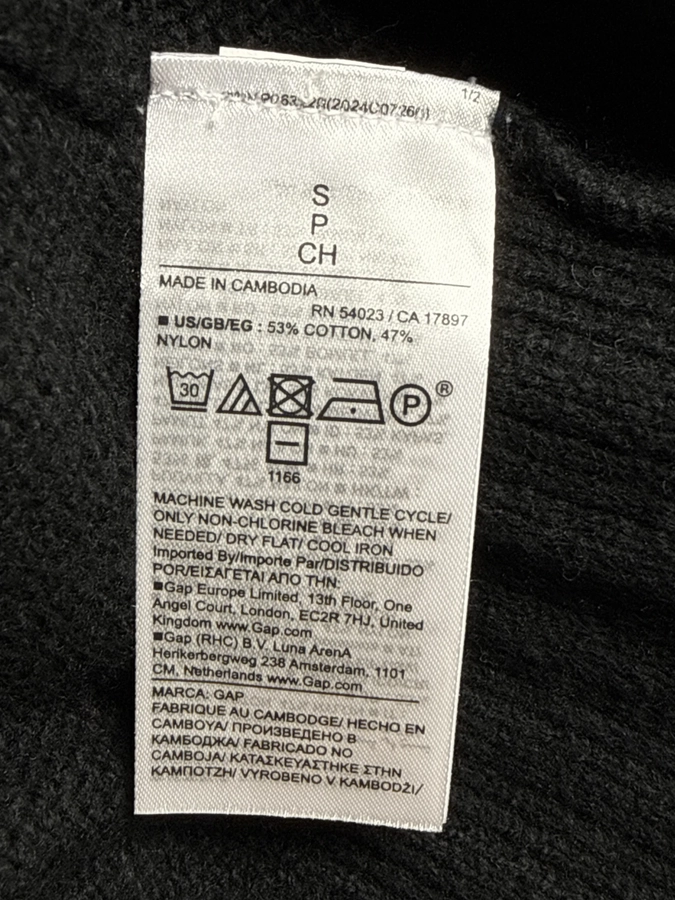 1/2
(2024C0726())
S
P
CH
MADE IN CAMBODIA
RN 54023 / CA 17897
■ US/GB/EG : 53% COTTON, 47%
NYLON
30
P ®
1166
MACHINE WASH COLD GENTLE CYCLE/
ONLY NON-CHLORINE BLEACH WHEN
NEEDED/ DRY FLAT/ COOL IRON
Imported By/Importe Par/DISTRIBUIDO
POR/ΕΙΣΑΓΕΤΑΙ ΑΠΟ ΤΗΝ:
■Gap Europe Limited, 13th Floor, One
Angel Court, London, EC2R 7HJ, United
Kingdom www.Gap.com
■Gap (RHC) B.V. Luna ArenA
Herikerbergweg 238 Amsterdam, 1101
CM, Netherlands www.Gap.com
MARCA: GAP
FABRIQUE AU CAMBODGE/ HECHO EN
CAMBOYA/ ПРОИЗВЕДЕНО В
КАМБОДЖА/ FABRICADO NO
CAMBOJA/ ΚΑΤΑΣΚΕΥΑΣΤΗΚΕ ΣΤΗΝ
ΚΑΜΠΟΤΖΗ/ VYROBENO V KAMBODŽI/